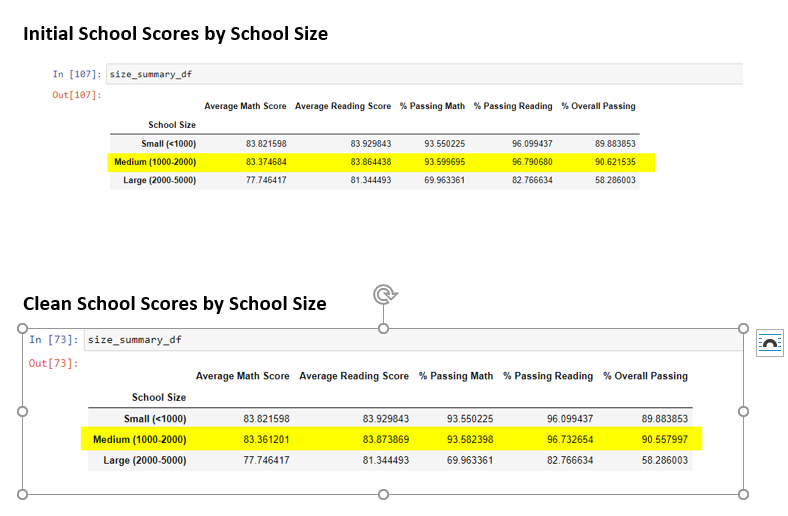 Initial School Scores by School Size
In [107]: size_summary_df
Out[107]:
Average Math Score Average Reading Score % Passing Math % Passing Reading % Overall Passing
School Size
Small (<1000) 83.821598 83.929843 93.550225 96.099437 89.883853
Medium (1000-2000) 83.374684 83.864438 93.599695 96.790680 90.621535
Large (2000-5000) 77.746417 81.344493 69.963361 82.766634 58.286003
Clean School Scores by School Size
In [73]: size_summary_df
Out[73]:
Average Math Score Average Reading Score % Passing Math % Passing Reading % Overall Passing
School Size
Small (<1000) 83.821598 83.929843 93.550225 96.099437 89.883853
Medium (1000-2000) 83.361201 83.873869 93.582398 96.732654 90.557997
Large (2000-5000) 77.746417 81.344493 69.963361 82.766634 58.286003